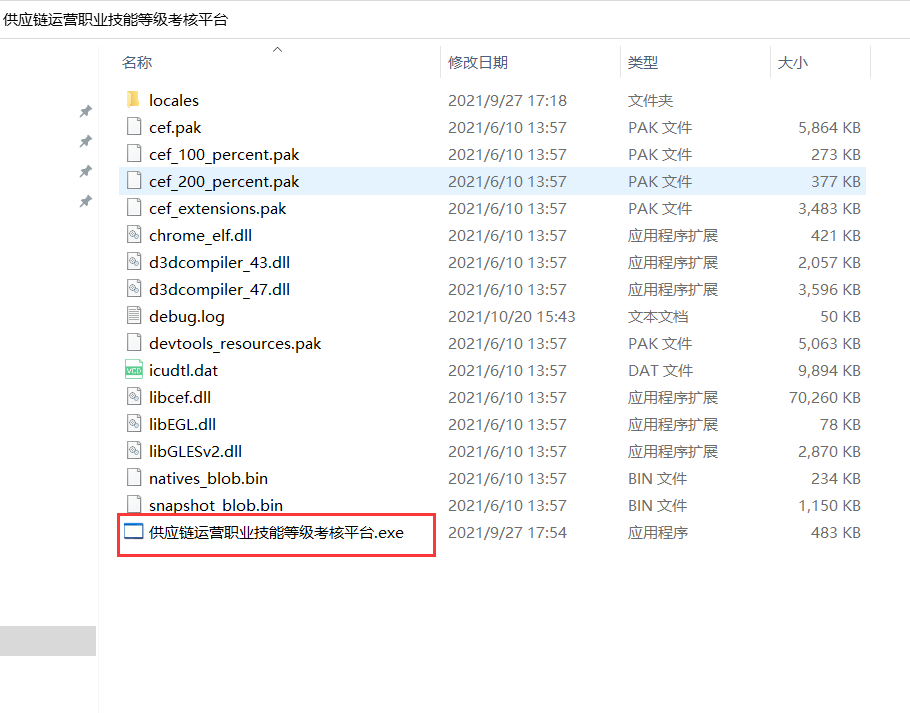 供应链运营职业技能等级考核平台
名称 修改日期 类型 大小
locales 2021/9/27 17:18 文件夹
cef.pak 2021/6/10 13:57 PAK 文件 5,864 KB
cef_100_percent.pak 2021/6/10 13:57 PAK 文件 273 KB
cef_200_percent.pak 2021/6/10 13:57 PAK 文件 377 KB
cef_extensions.pak 2021/6/10 13:57 PAK 文件 3,483 KB
chrome_elf.dll 2021/6/10 13:57 应用程序扩展 421 KB
d3dcompiler_43.dll 2021/6/10 13:57 应用程序扩展 2,057 KB
d3dcompiler_47.dll 2021/6/10 13:57 应用程序扩展 3,596 KB
debug.log 2021/10/20 15:43 文本文档 50 KB
devtools_resources.pak 2021/6/10 13:57 PAK 文件 5,063 KB
VCD icudtl.dat 2021/6/10 13:57 DAT 文件 9,894 KB
libcef.dll 2021/6/10 13:57 应用程序扩展 70,260 KB
libEGL.dll 2021/6/10 13:57 应用程序扩展 78 KB
libGLESv2.dll 2021/6/10 13:57 应用程序扩展 2,870 KB
natives_blob.bin 2021/6/10 13:57 BIN 文件 234 KB
snapshot_blob.bin 2021/6/10 13:57 BIN 文件 1,150 KB
供应链运营职业技能等级考核平台.exe 2021/9/27 17:54 应用程序 483 KB